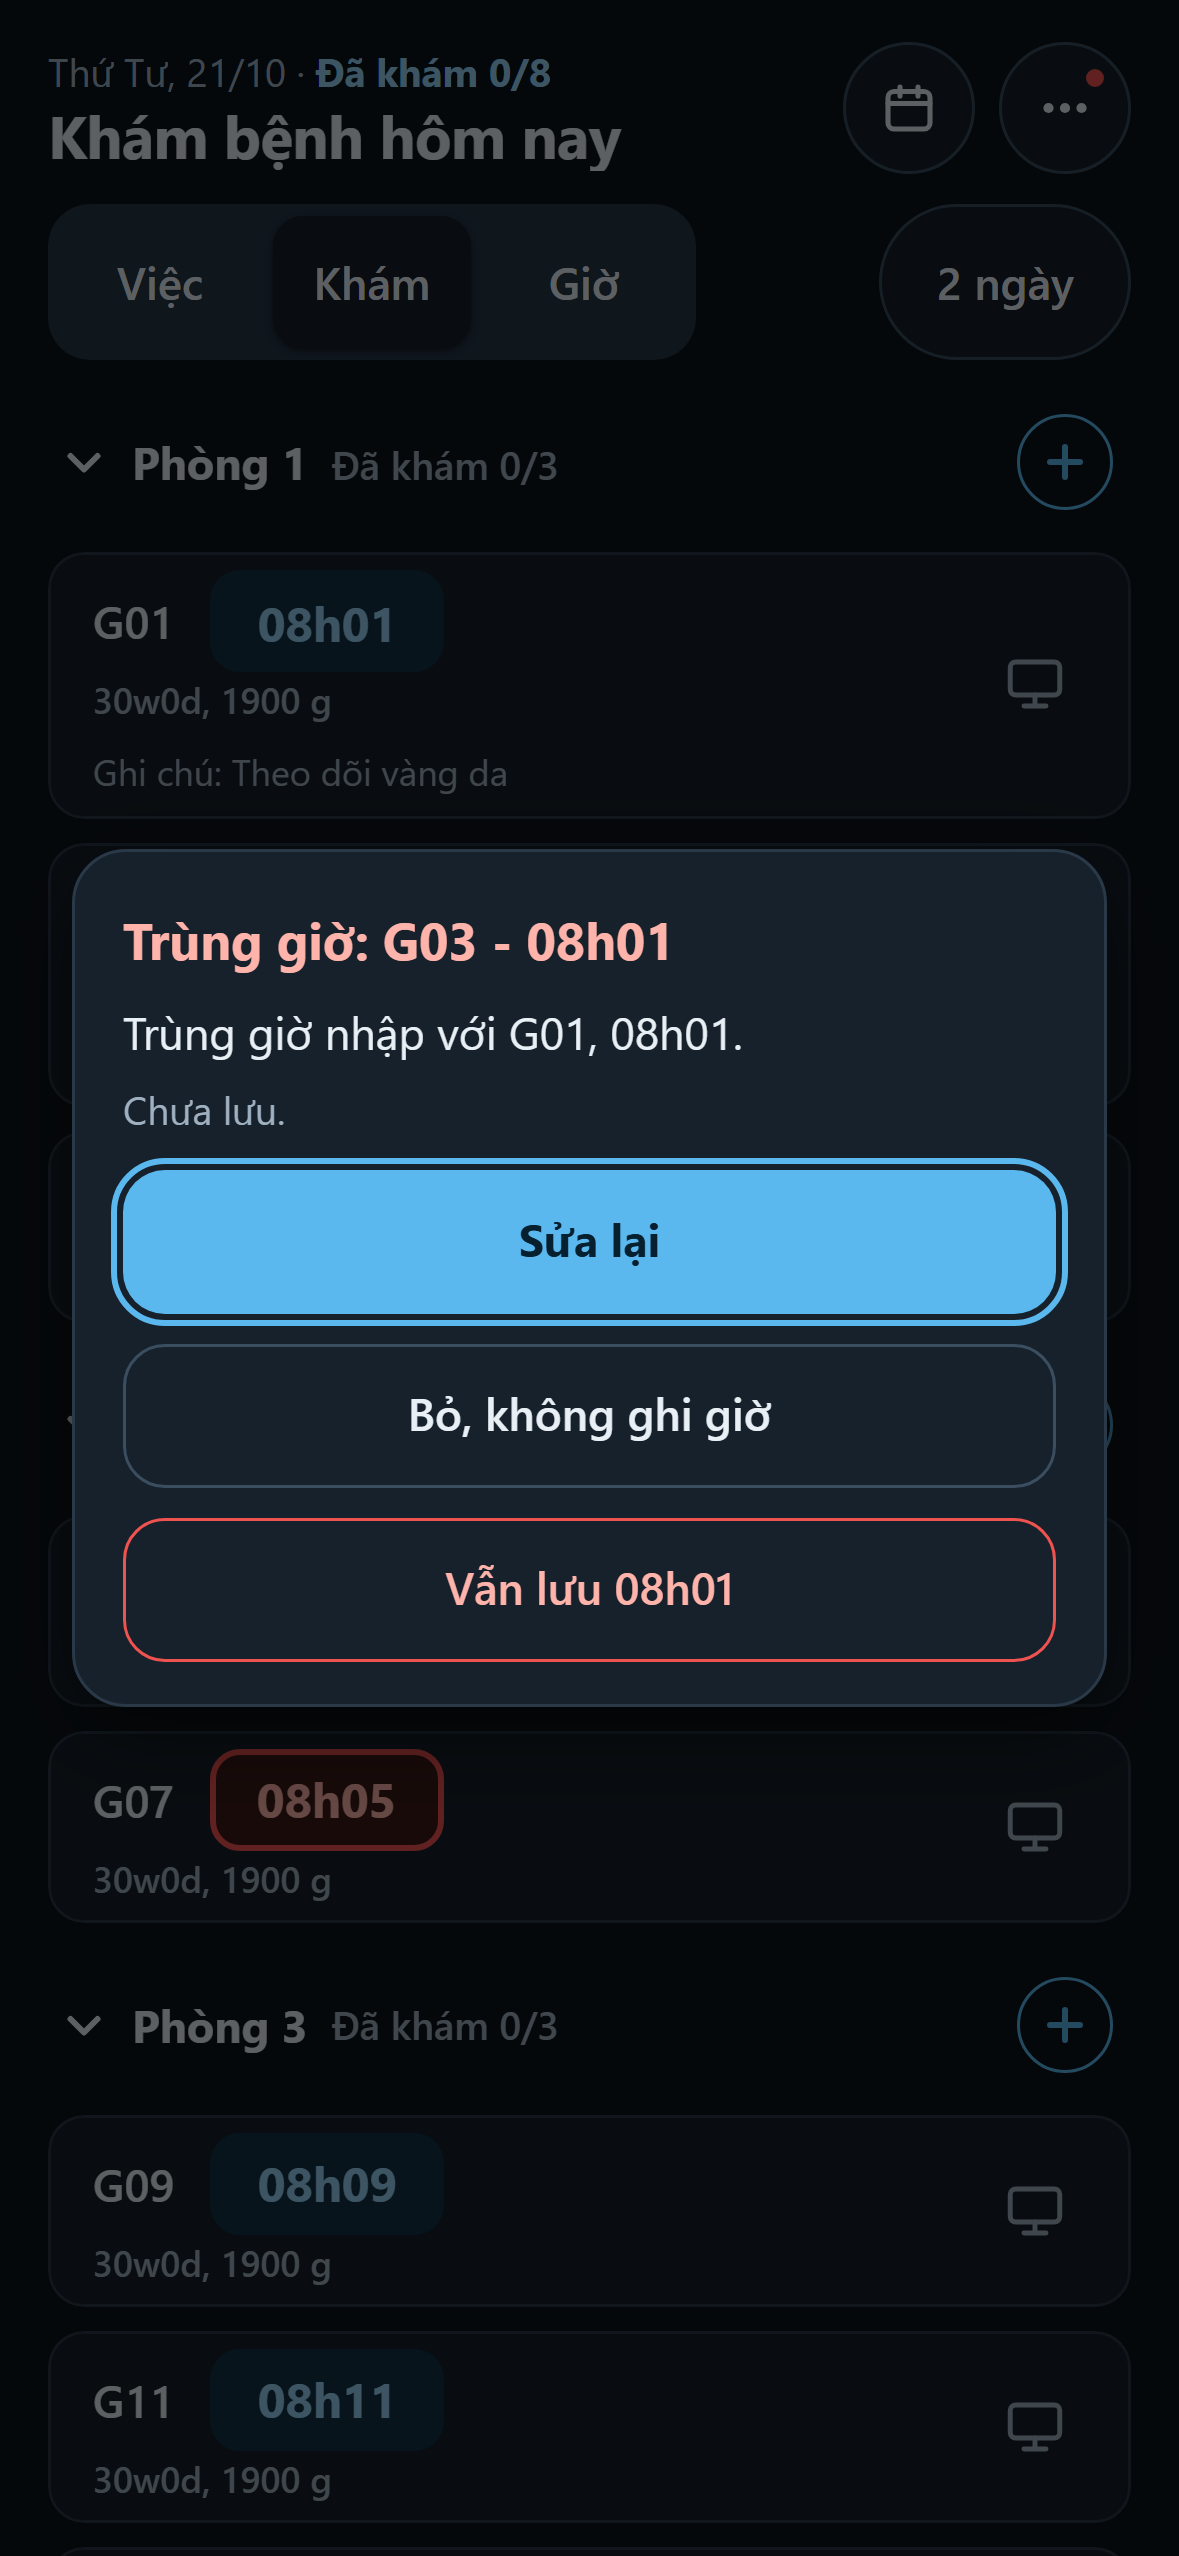 Thứ Tư, 21/10 · Đã khám 0/8
Khám bệnh hôm nay
Việc
Khám
Giờ
2 ngày
Phòng 1 Đã khám 0/3
G01 08h01
30w0d, 1900 g
Ghi chú: Theo dõi vàng da
Trùng giờ: G03 - 08h01
Trùng giờ nhập với G01, 08h01.
Chưa lưu.
Sửa lại
Bỏ, không ghi giờ
Vẫn lưu 08h01
G07 08h05
30w0d, 1900 g
Phòng 3 Đã khám 0/3
G09 08h09
30w0d, 1900 g
G11 08h11
30w0d, 1900 g